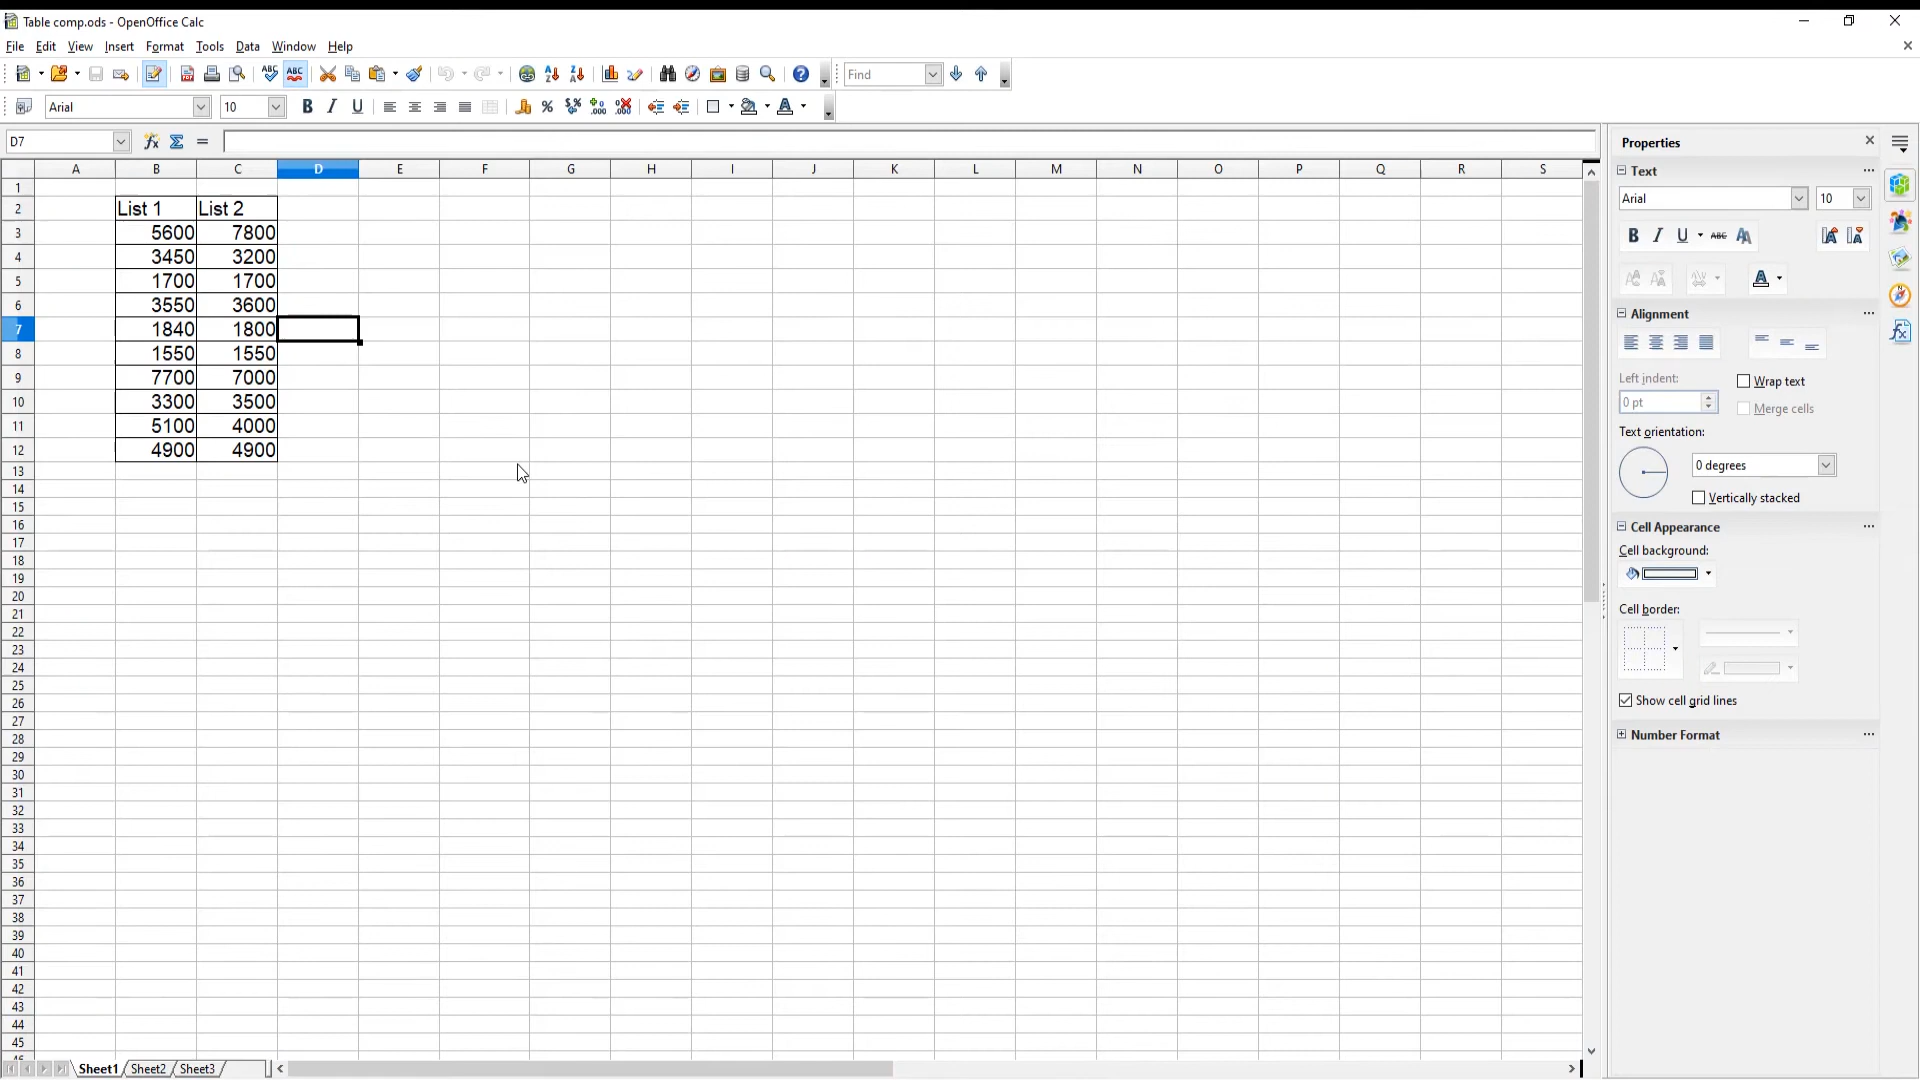 Table comp.ods - OpenOffice Calc
File Edit View Insert Format Tools Data Window Help
ABC ABC Find
Arial 10 B I U
D7
A B C D E F G H I J K L M N O P Q R S
1
2 List 1 List 2
3 5600 7800
4 3450 3200
5 1700 1700
6 3550 3600
7 1840 1800
8 1550 1550
9 7700 7000
10 3300 3500
11 5100 4000
12 4900 4900
13
14
15
16
17
18
19
20
21
22
23
24
25
26
27
28
29
30
31
32
33
34
35
36
37
38
39
40
41
42
43
44
45
Sheet1 Sheet2 Sheet3
Properties
Text
Arial 10
B I U ABC
Alignment
Left indent:
Wrap text
0 pt
Merge cells
Text orientation:
0 degrees
Vertically stacked
Cell Appearance
Cell background:
Cell border:
Show cell grid lines
Number Format